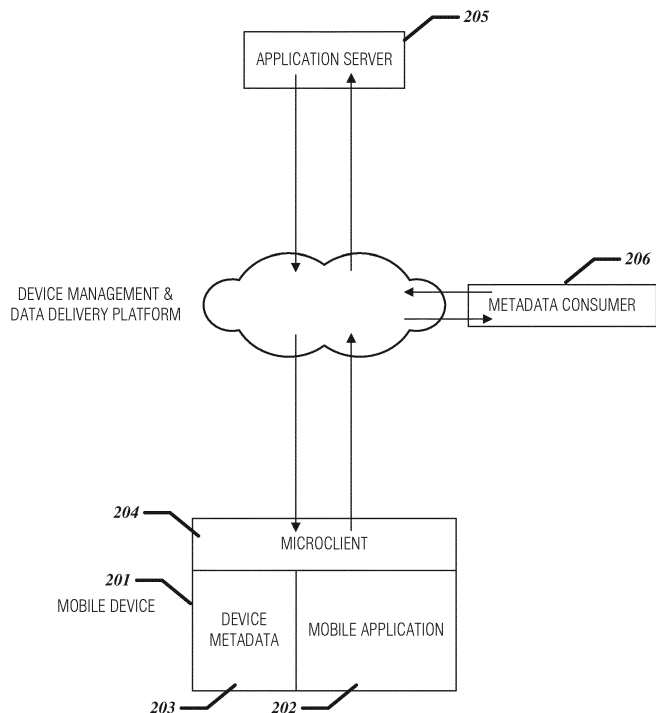 205
APPLICATION SERVER
206
DEVICE MANAGEMENT &
DATA DELIVERY PLATFORM
METADATA CONSUMER
204
MICROCLIENT
201
MOBILE DEVICE
DEVICE
METADATA
MOBILE APPLICATION
203
202